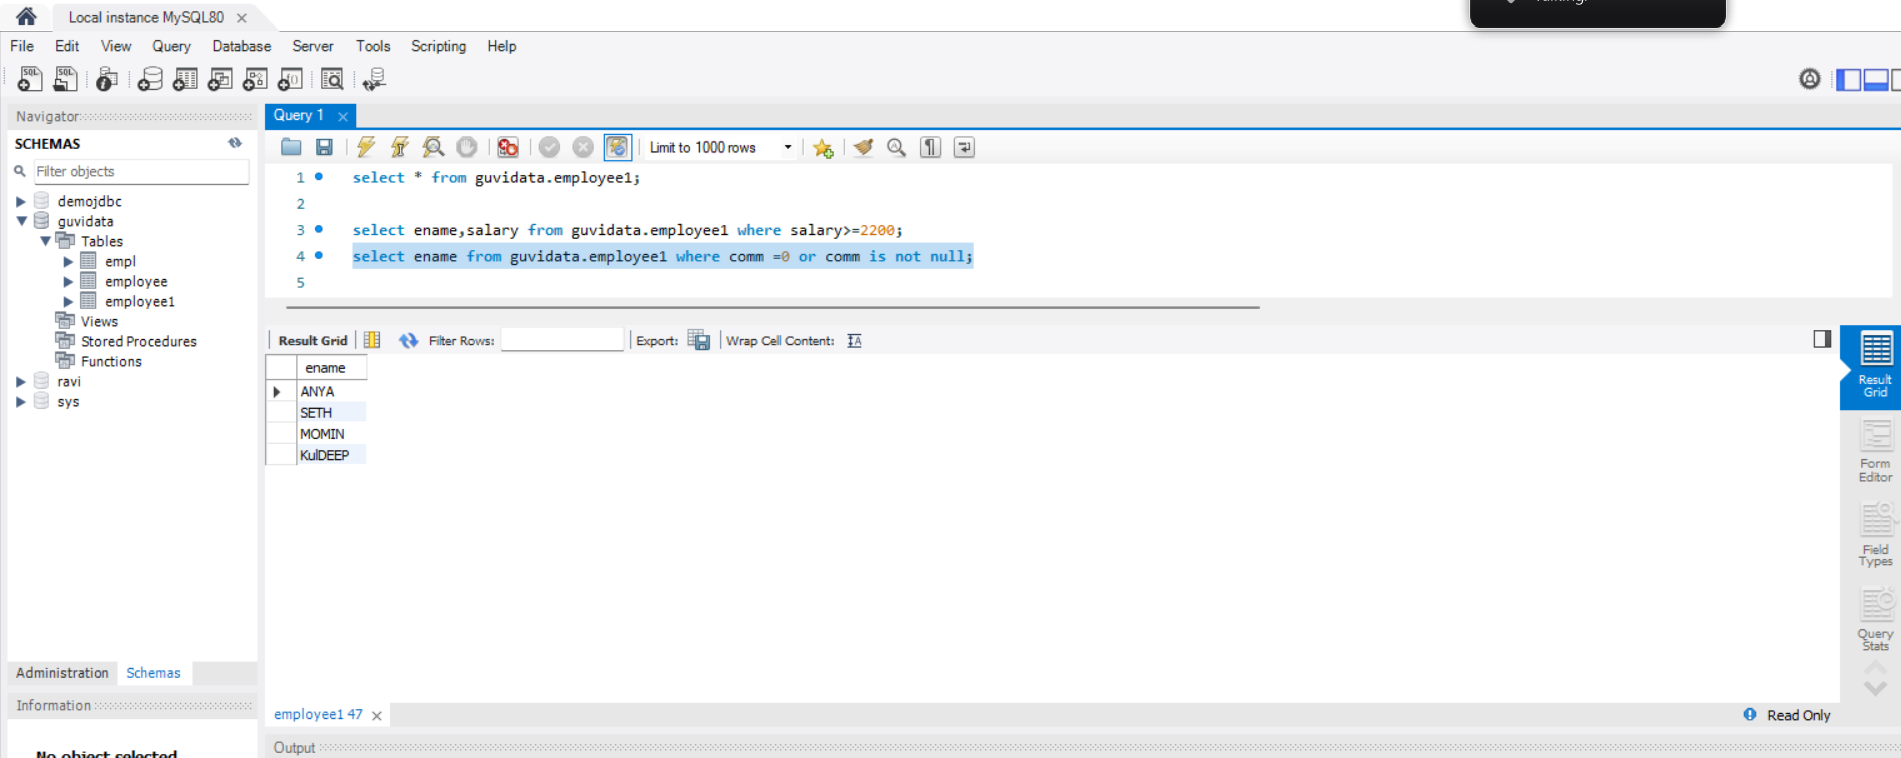 Local instance MySQL80
File Edit View Query Database Server Tools Scripting Help
Navigator
SCHEMAS
Filter objects
demojdbc
guvidata
Tables
empl
employee
employee1
Views
Stored Procedures
Functions
ravi
sys
Administration Schemas
Information
No object selected
Query 1
Limit to 1000 rows
1 select * from guvidata.employee1;
2
3 select ename,salary from guvidata.employee1 where salary>=2200;
4 select ename from guvidata.employee1 where comm =0 or comm is not null;
5
Result Grid Filter Rows: Export: Wrap Cell Content:
ename
ANYA
SETH
MOMIN
KulDEEP
Result
Grid
Form
Editor
Field
Types
Query
Stats
employee1 47
Read Only
Output